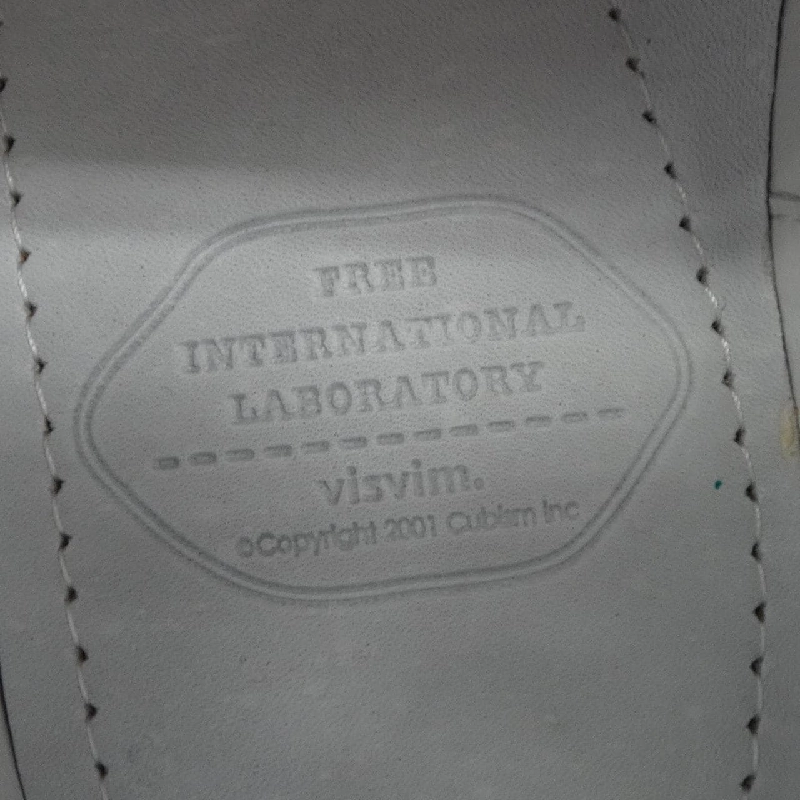 FREE
INTERNATIONAL
LABORATORY
visvim.
©Copyright 2001 Cubism Inc